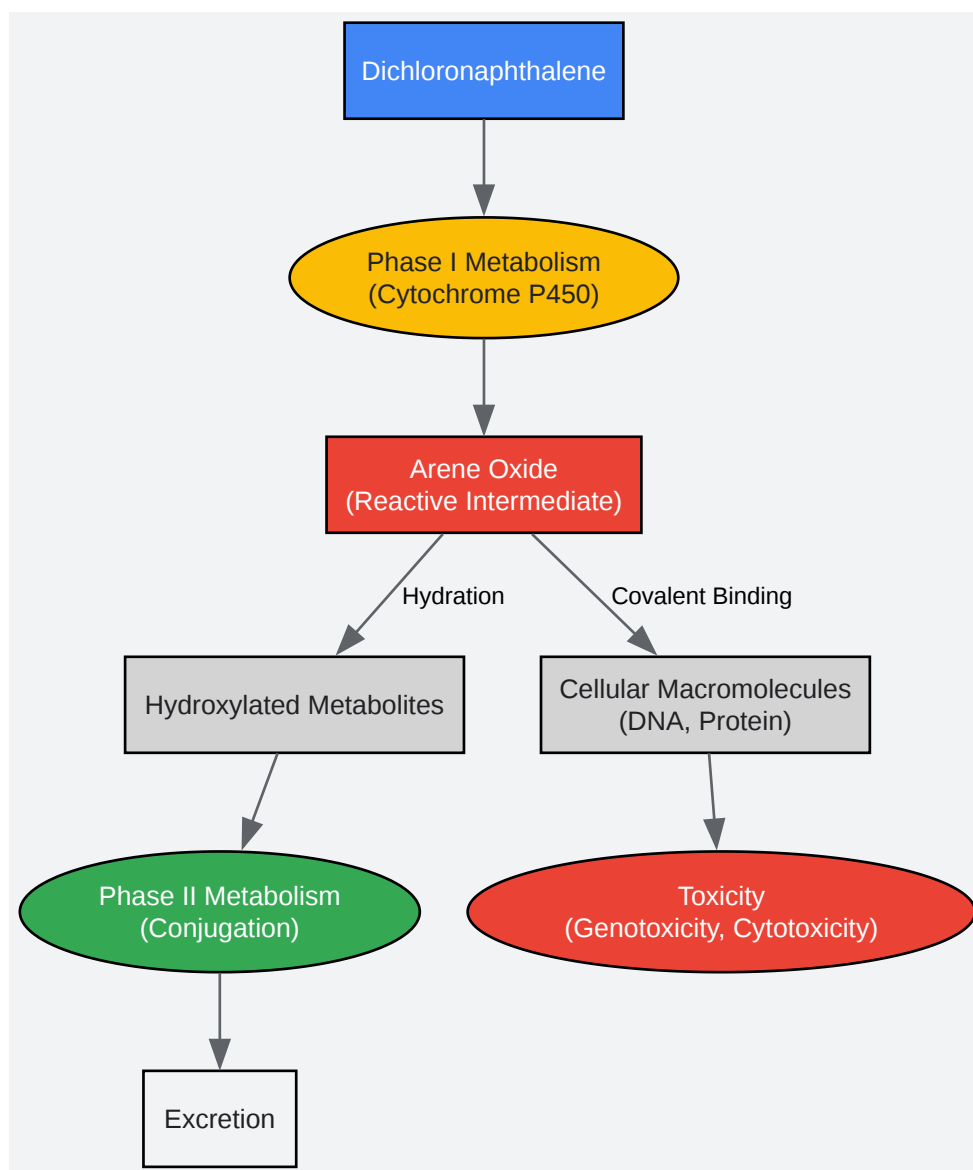 Dichloronaphthalene
Phase I Metabolism
(Cytochrome P450)
Arene Oxide
(Reactive Intermediate)
Hydration
Covalent Binding
Hydroxylated Metabolites
Cellular Macromolecules
(DNA, Protein)
Phase II Metabolism
(Conjugation)
Toxicity
(Genotoxicity, Cytotoxicity)
Excretion